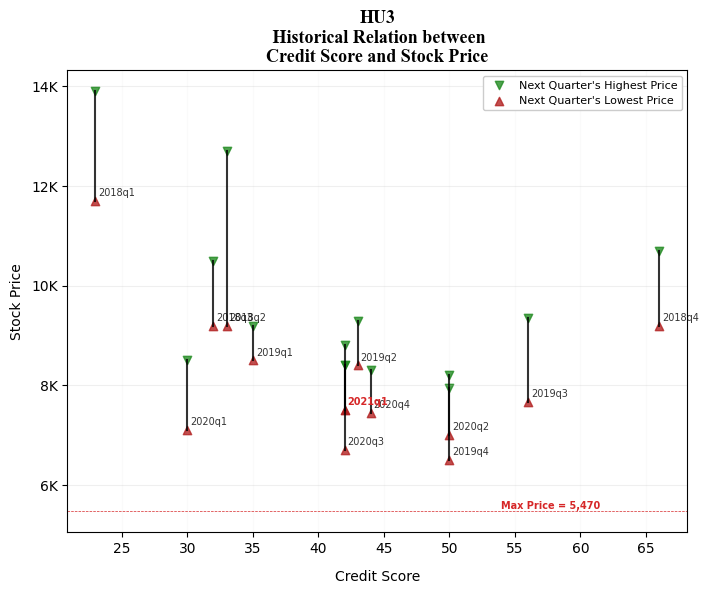 HU3
Historical Relation between
Credit Score and Stock Price
Next Quarter's Highest Price
Next Quarter's Lowest Price
Stock Price
14K
12K
10K
8K
6K
2018q1
2018q2
2018q4
2019q1
2019q2
2021q1
2020q4
2019q3
2020q1
2020q3
2020q2
2019q4
Max Price = 5,470
25
30
35
40
45
50
55
60
65
Credit Score